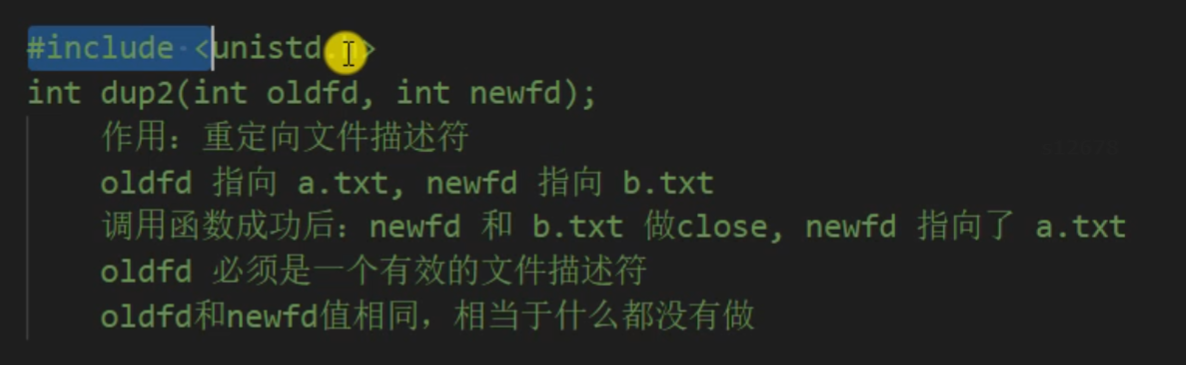 #include <unistd.h>
int dup2(int oldfd, int newfd);
作用：重定向文件描述符
oldfd 指向 a.txt, newfd 指向 b.txt
调用函数成功后：newfd 和 b.txt 做close, newfd 指向了 a.txt
oldfd 必须是一个有效的文件描述符
oldfd和newfd值相同，相当于什么都没有做